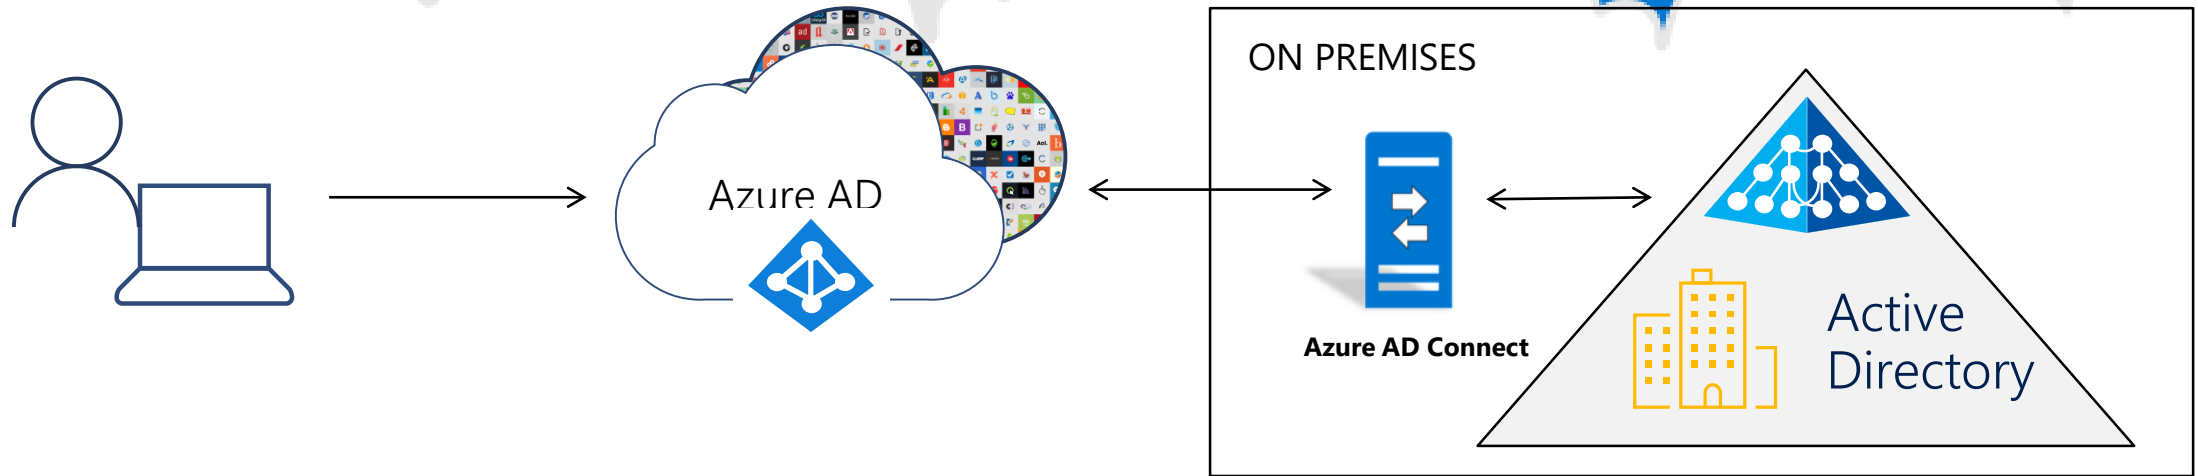 Azure AD
ON PREMISES
Azure AD Connect
Active
Directory